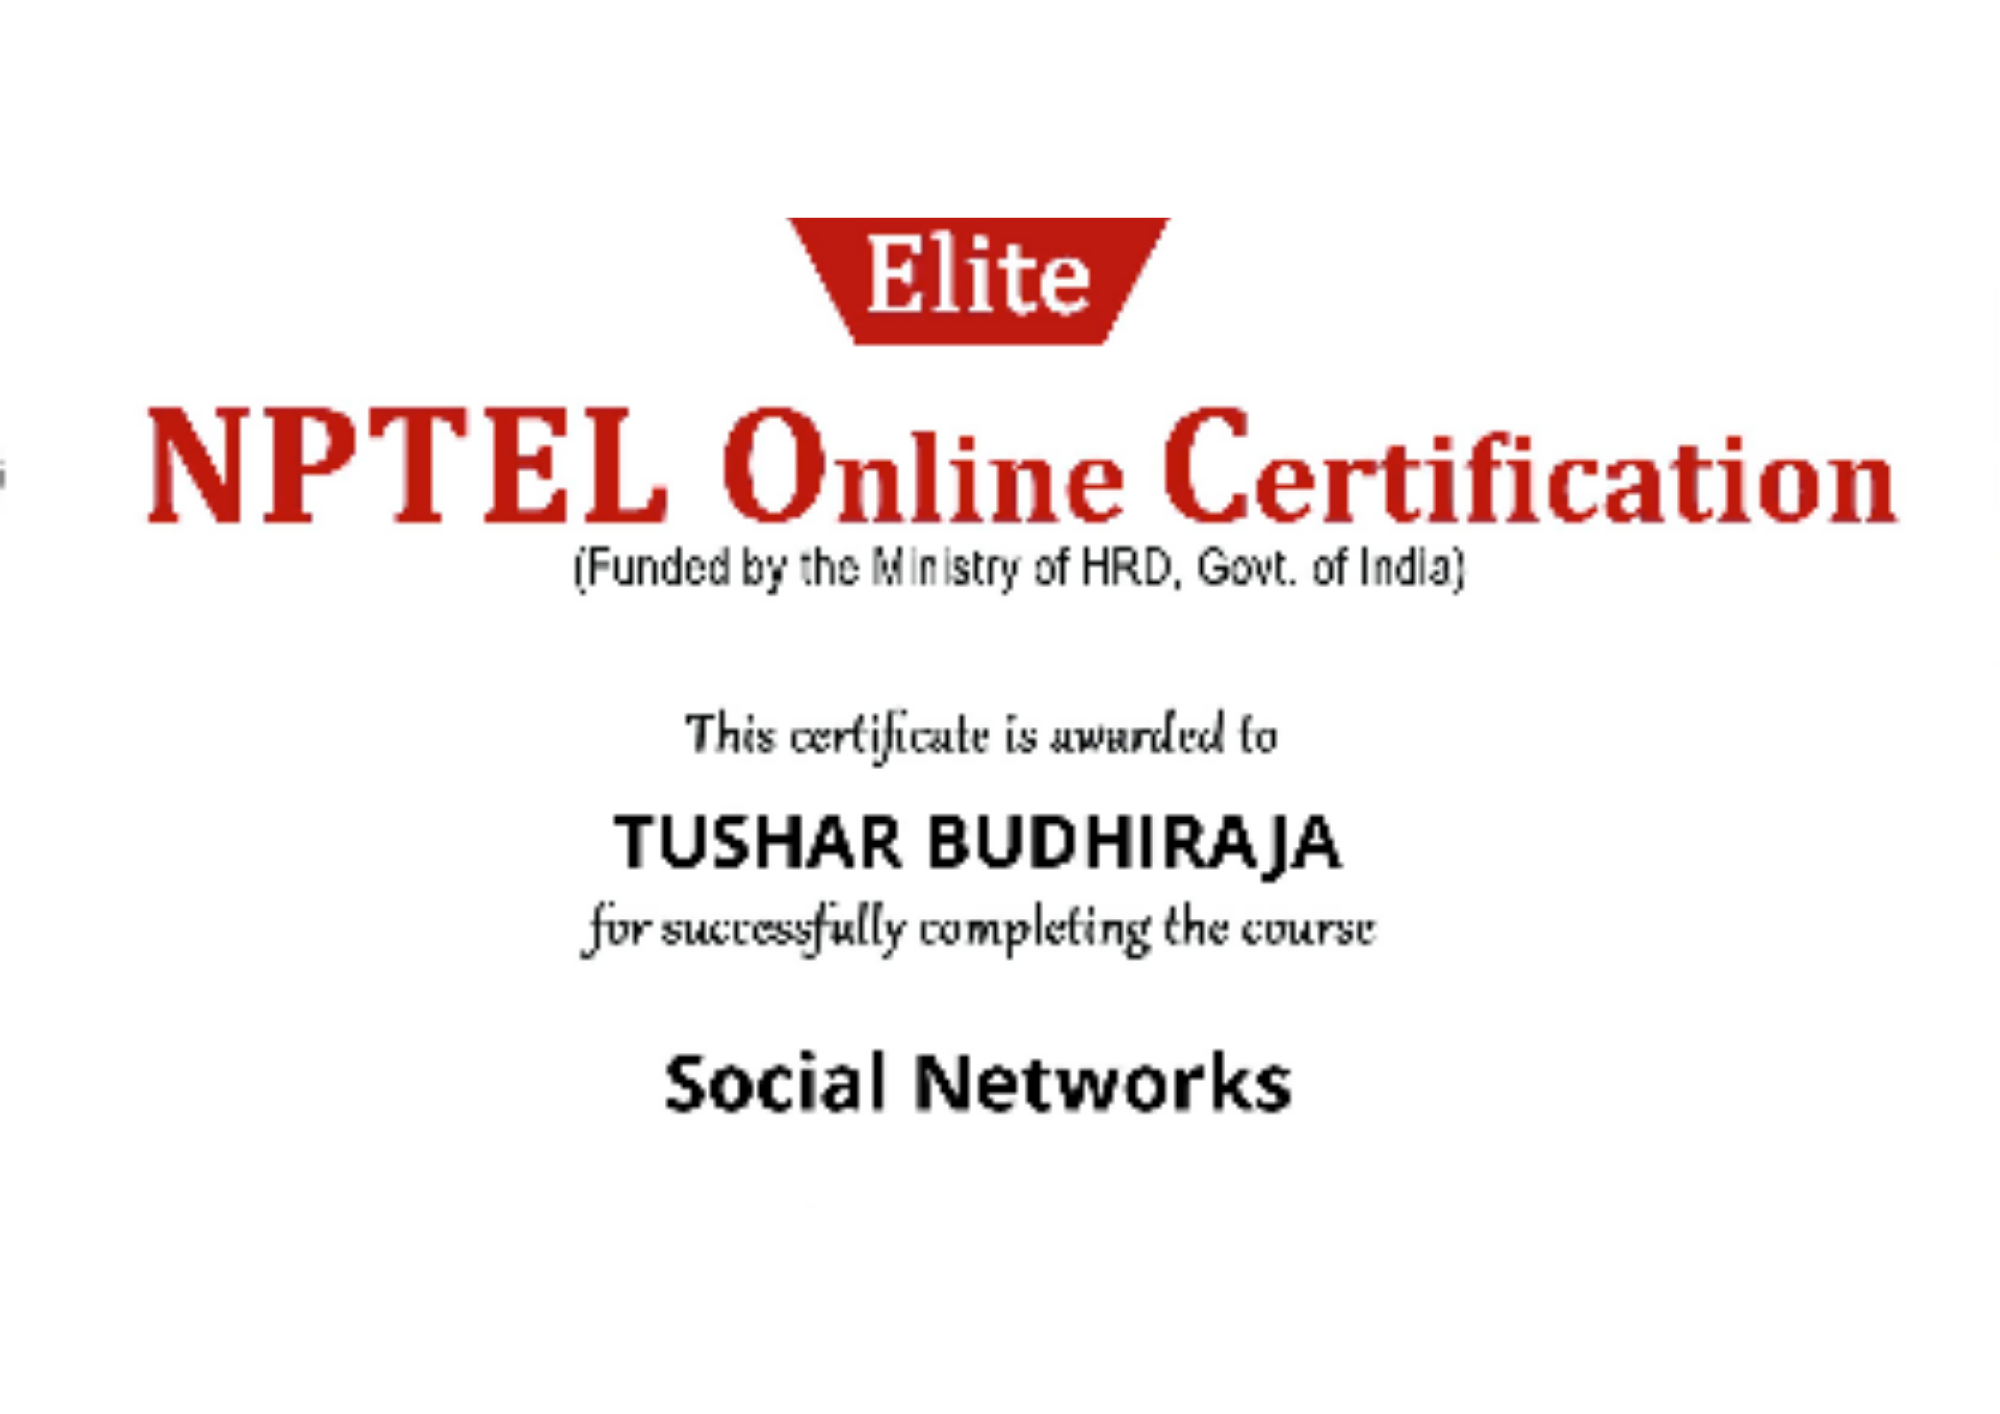 Elite
NPTEL Online Certification
(Funded by the Ministry of HRD, Govt. of India)
This certificate is awarded to
TUSHAR BUDHIRAJA
for successfully completing the course
Social Networks